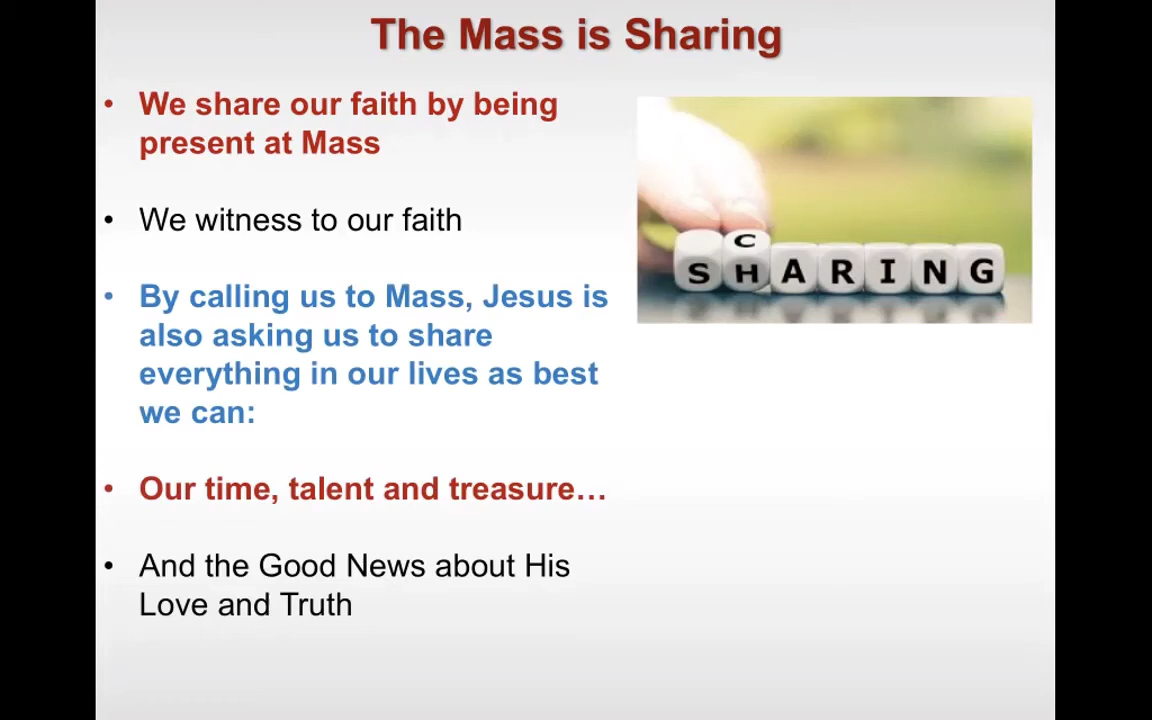 The Mass is Sharing
• We share our faith by being
present at Mass
• We witness to our faith
• By calling us to Mass, Jesus is
also asking us to share
everything in our lives as best
we can:
• Our time, talent and treasure…
• And the Good News about His
Love and Truth
C
SHARING